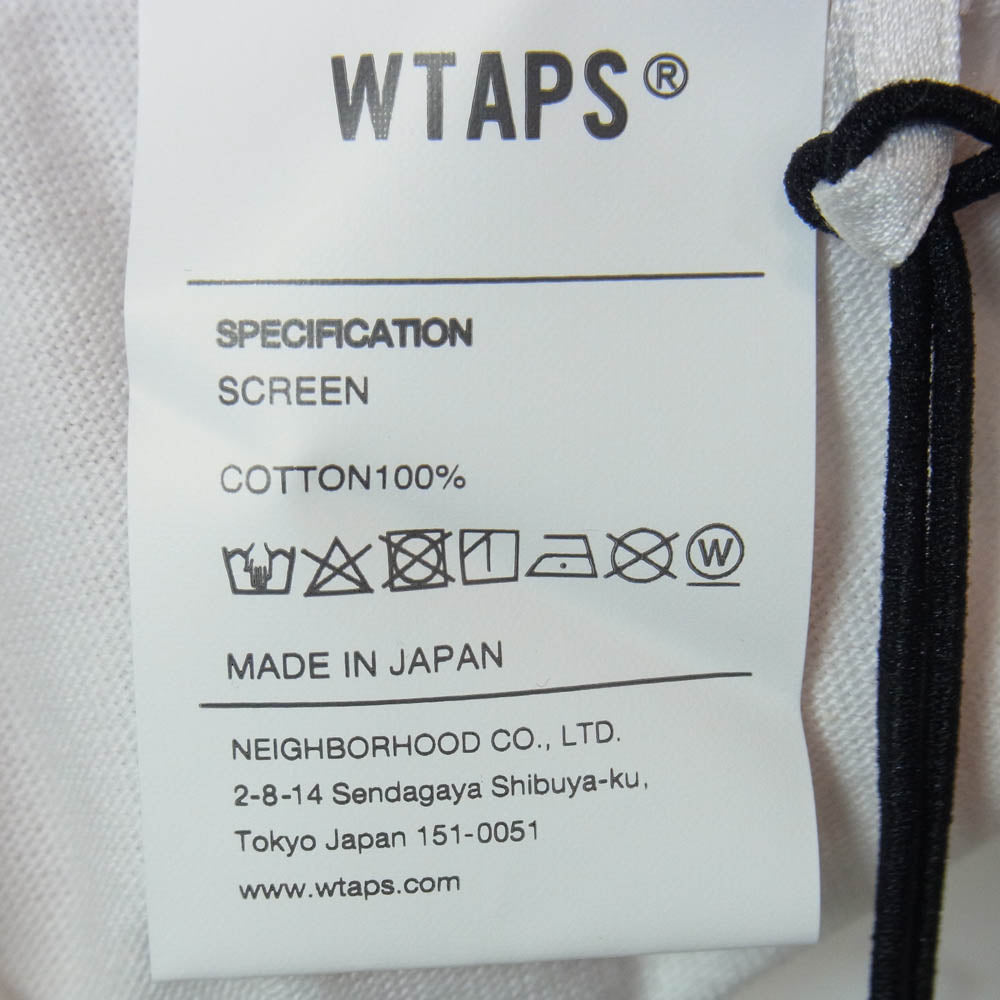 WTAPS®
SPECIFICATION
SCREEN
COTTON100%
W
MADE IN JAPAN
NEIGHBORHOOD CO., LTD.
2-8-14 Sendagaya Shibuya-ku,
Tokyo Japan 151-0051
www.wtaps.com